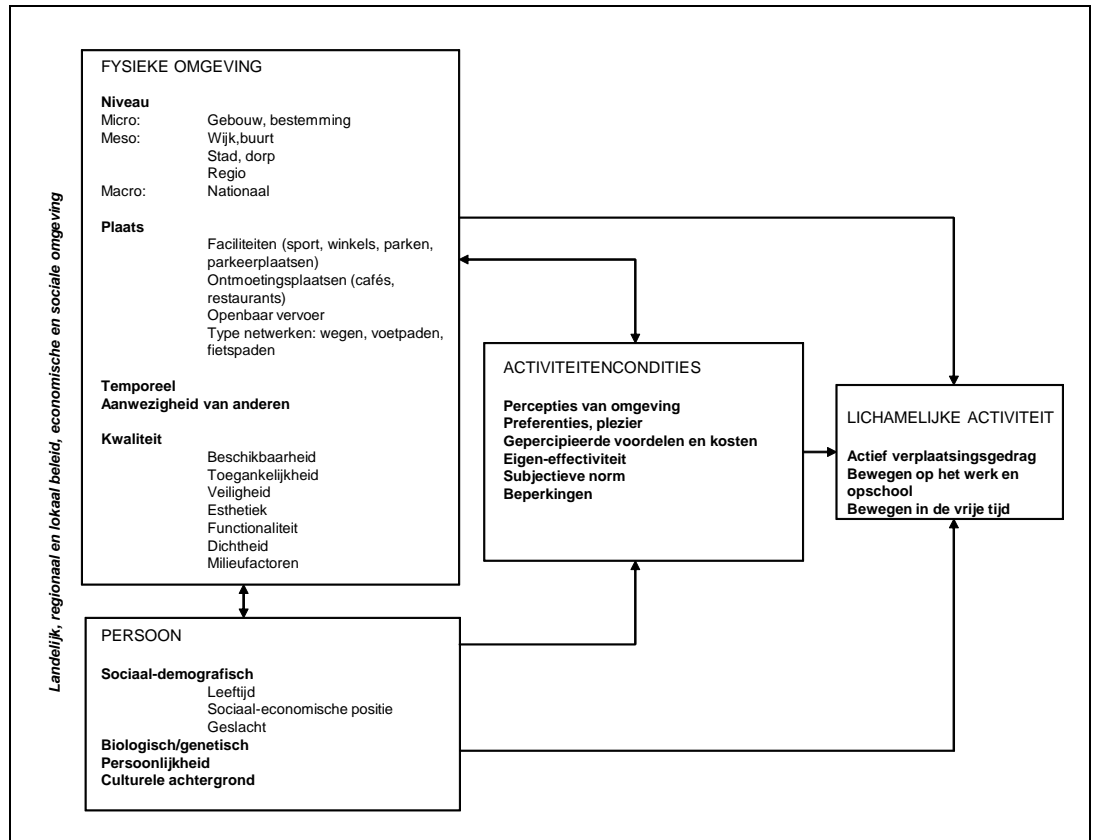 Landelijk, regionaal en lokaal beleid, economische en sociale omgeving
FYSIEKE OMGEVING
Niveau
Micro: Gebouw, bestemming
Meso: Wijk,buurt
Stad, dorp
Regio
Macro: Nationaal
Plaats
Faciliteiten (sport, winkels, parken,
parkeerplaatsen)
Ontmoetingsplaatsen (cafés,
restaurants)
Openbaar vervoer
Type netwerken: wegen, voetpaden,
fietspaden
Temporeel
Aanwezigheid van anderen
Kwaliteit
Beschikbaarheid
Toegankelijkheid
Veiligheid
Esthetiek
Functionaliteit
Dichtheid
Milieufactoren
PERSOON
Sociaal-demografisch
Leeftijd
Sociaal-economische positie
Geslacht
Biologisch/genetisch
Persoonlijkheid
Culturele achtergrond
ACTIVITEITENCONDITIES
Percepties van omgeving
Preferenties, plezier
Gepercipieerde voordelen en kosten
Eigen-effectiviteit
Subjectieve norm
Beperkingen
LICHAMELIJKE ACTIVITEIT
Actief verplaatsingsgedrag
Bewegen op het werk en
opschool
Bewegen in de vrije tijd